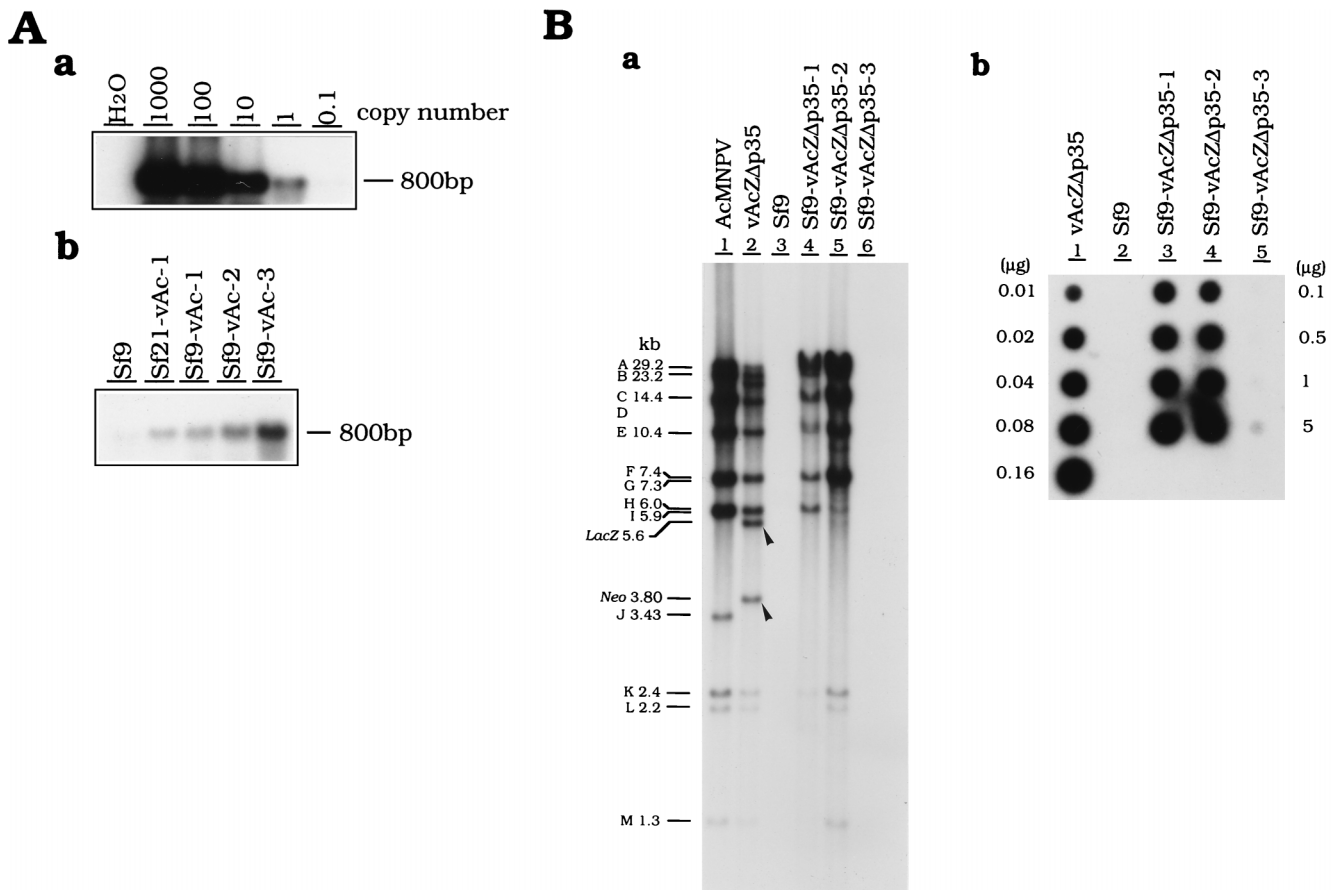 A
a
H2O
1000
100
10
1
0.1
copy number
800bp
b
Sf9
Sf21-vAc-1
Sf9-vAc-1
Sf9-vAc-2
Sf9-vAc-3
800bp
B
a
AcMNPV
vAcZΔp35
Sf9
Sf9-vAcZΔp35-1
Sf9-vAcZΔp35-2
Sf9-vAcZΔp35-3
1 2 3 4 5 6
kb
A 29.2
B 23.2
C 14.4
D
E 10.4
F 7.4
G 7.3
H 6.0
I 5.9
LacZ 5.6
Neo 3.80
J 3.43
K 2.4
L 2.2
M 1.3
b
vAcZΔp35
Sf9
Sf9-vAcZΔp35-1
Sf9-vAcZΔp35-2
Sf9-vAcZΔp35-3
1 2 3 4 5
(μg) (μg)
0.01 0.1
0.02 0.5
0.04 1
0.08 5
0.16